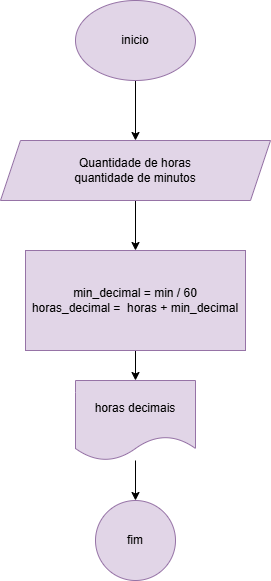 inicio
Quantidade de horas
quantidade de minutos
min_decimal = min / 60
horas_decimal = horas + min_decimal
horas decimais
fim